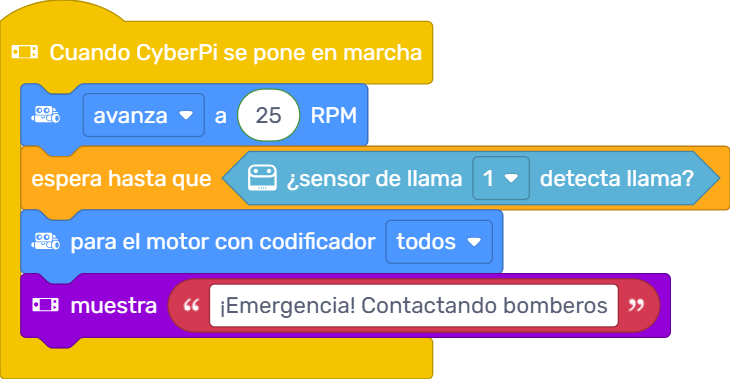 Cuando CyberPi se pone en marcha
avanza a 25 RPM
espera hasta que ¿sensor de llama 1 detecta llama?
para el motor con codificador todos
muestra “ ¡Emergencia! Contactando bomberos ”